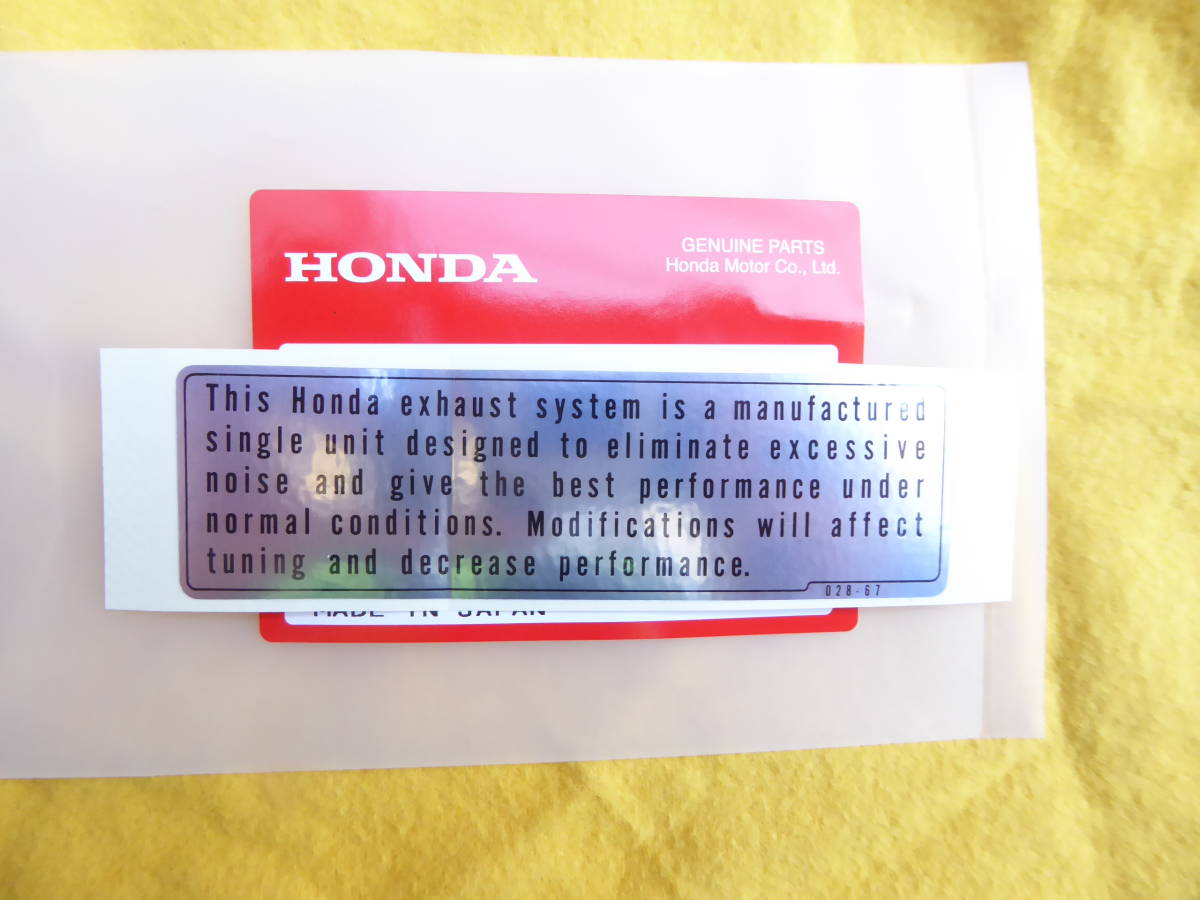 HONDA
GENUINE PARTS
Honda Motor Co., Ltd.
This Honda exhaust system is a manufactured
single unit designed to eliminate excessive
noise and give the best performance under
normal conditions. Modifications will affect
tuning and decrease performance.
028-67
MADE IN JAPAN